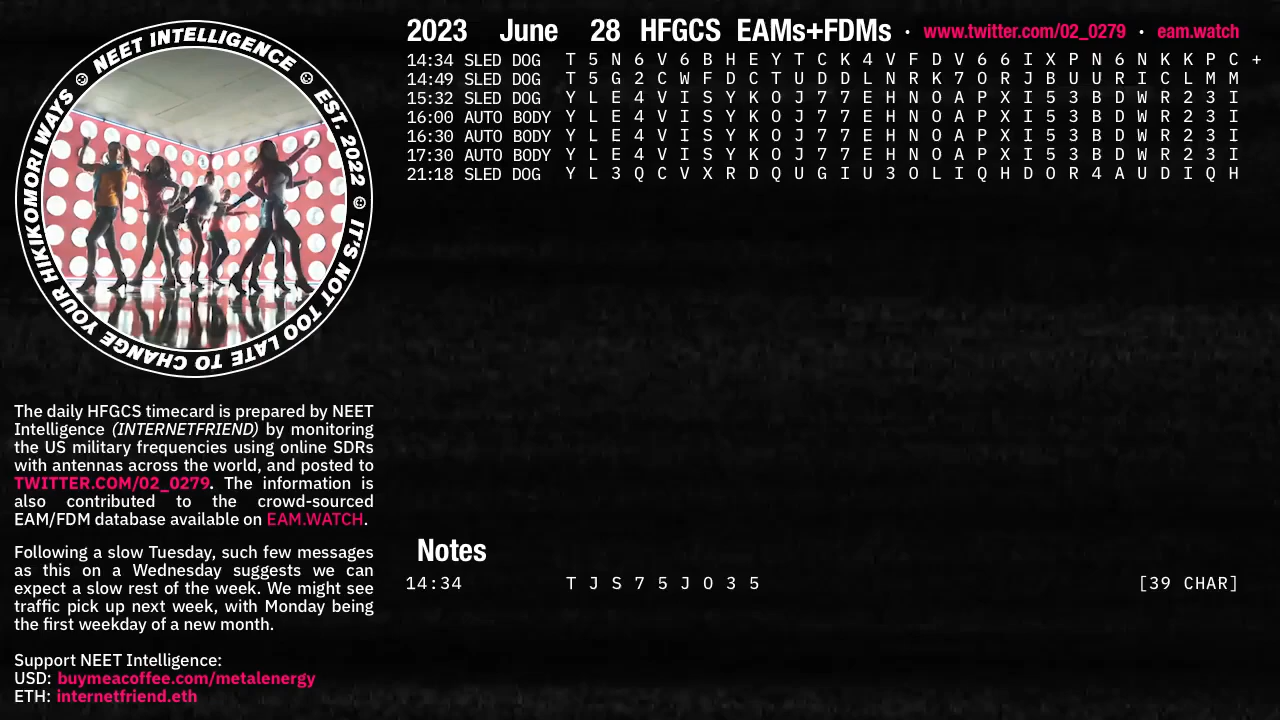 NEET INTELLIGENCE ☺ EST. 2022 ☺ IT'S NOT TOO LATE TO CHANGE YOUR HIKIKOMORI WAYS ☺
2023 June 28 HFGCS EAMs+FDMs · www.twitter.com/02_0279 · eam.watch
14:34 SLED DOG T 5 N 6 V 6 B H E Y T C K 4 V F D V 6 6 I X P N 6 N K K P C +
14:49 SLED DOG T 5 G 2 C W F D C T U D D L N R K 7 O R J B U U R I C L M M
15:32 SLED DOG Y L E 4 V I S Y K O J 7 7 E H N O A P X I 5 3 B D W R 2 3 I
16:00 AUTO BODY Y L E 4 V I S Y K O J 7 7 E H N O A P X I 5 3 B D W R 2 3 I
16:30 AUTO BODY Y L E 4 V I S Y K O J 7 7 E H N O A P X I 5 3 B D W R 2 3 I
17:30 AUTO BODY Y L E 4 V I S Y K O J 7 7 E H N O A P X I 5 3 B D W R 2 3 I
21:18 SLED DOG Y L 3 Q C V X R D Q U G I U 3 O L I Q H D O R 4 A U D I Q H
The daily HFGCS timecard is prepared by NEET
Intelligence (INTERNETFRIEND) by monitoring
the US military frequencies using online SDRs
with antennas across the world, and posted to
TWITTER.COM/02_0279. The information is
also contributed to the crowd-sourced
EAM/FDM database available on EAM.WATCH.
Following a slow Tuesday, such few messages
as this on a Wednesday suggests we can
expect a slow rest of the week. We might see
traffic pick up next week, with Monday being
the first weekday of a new month.
Support NEET Intelligence:
USD: buymeacoffee.com/metalenergy
ETH: internetfriend.eth
Notes
14:34 T J S 7 5 J O 3 5 [39 CHAR]